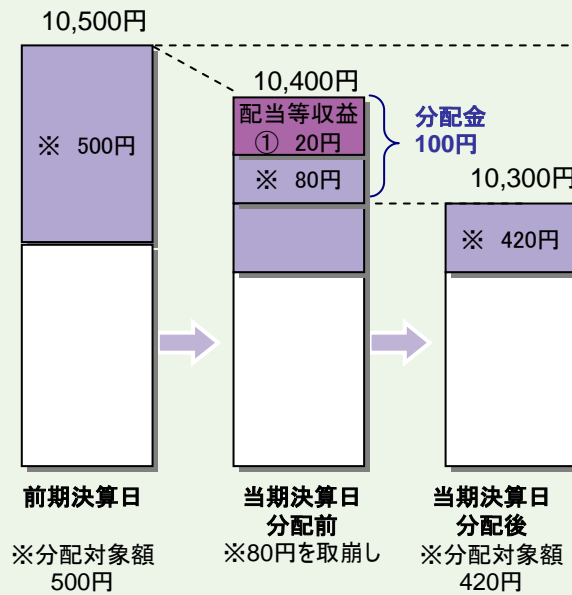 10,500円
※ 500円
前期決算日
※分配対象額
500円
10,400円
配当等収益
① 20円
※ 80円
分配金
100円
当期決算日
分配前
※80円を取崩し
10,300円
※ 420円
当期決算日
分配後
※分配対象額
420円